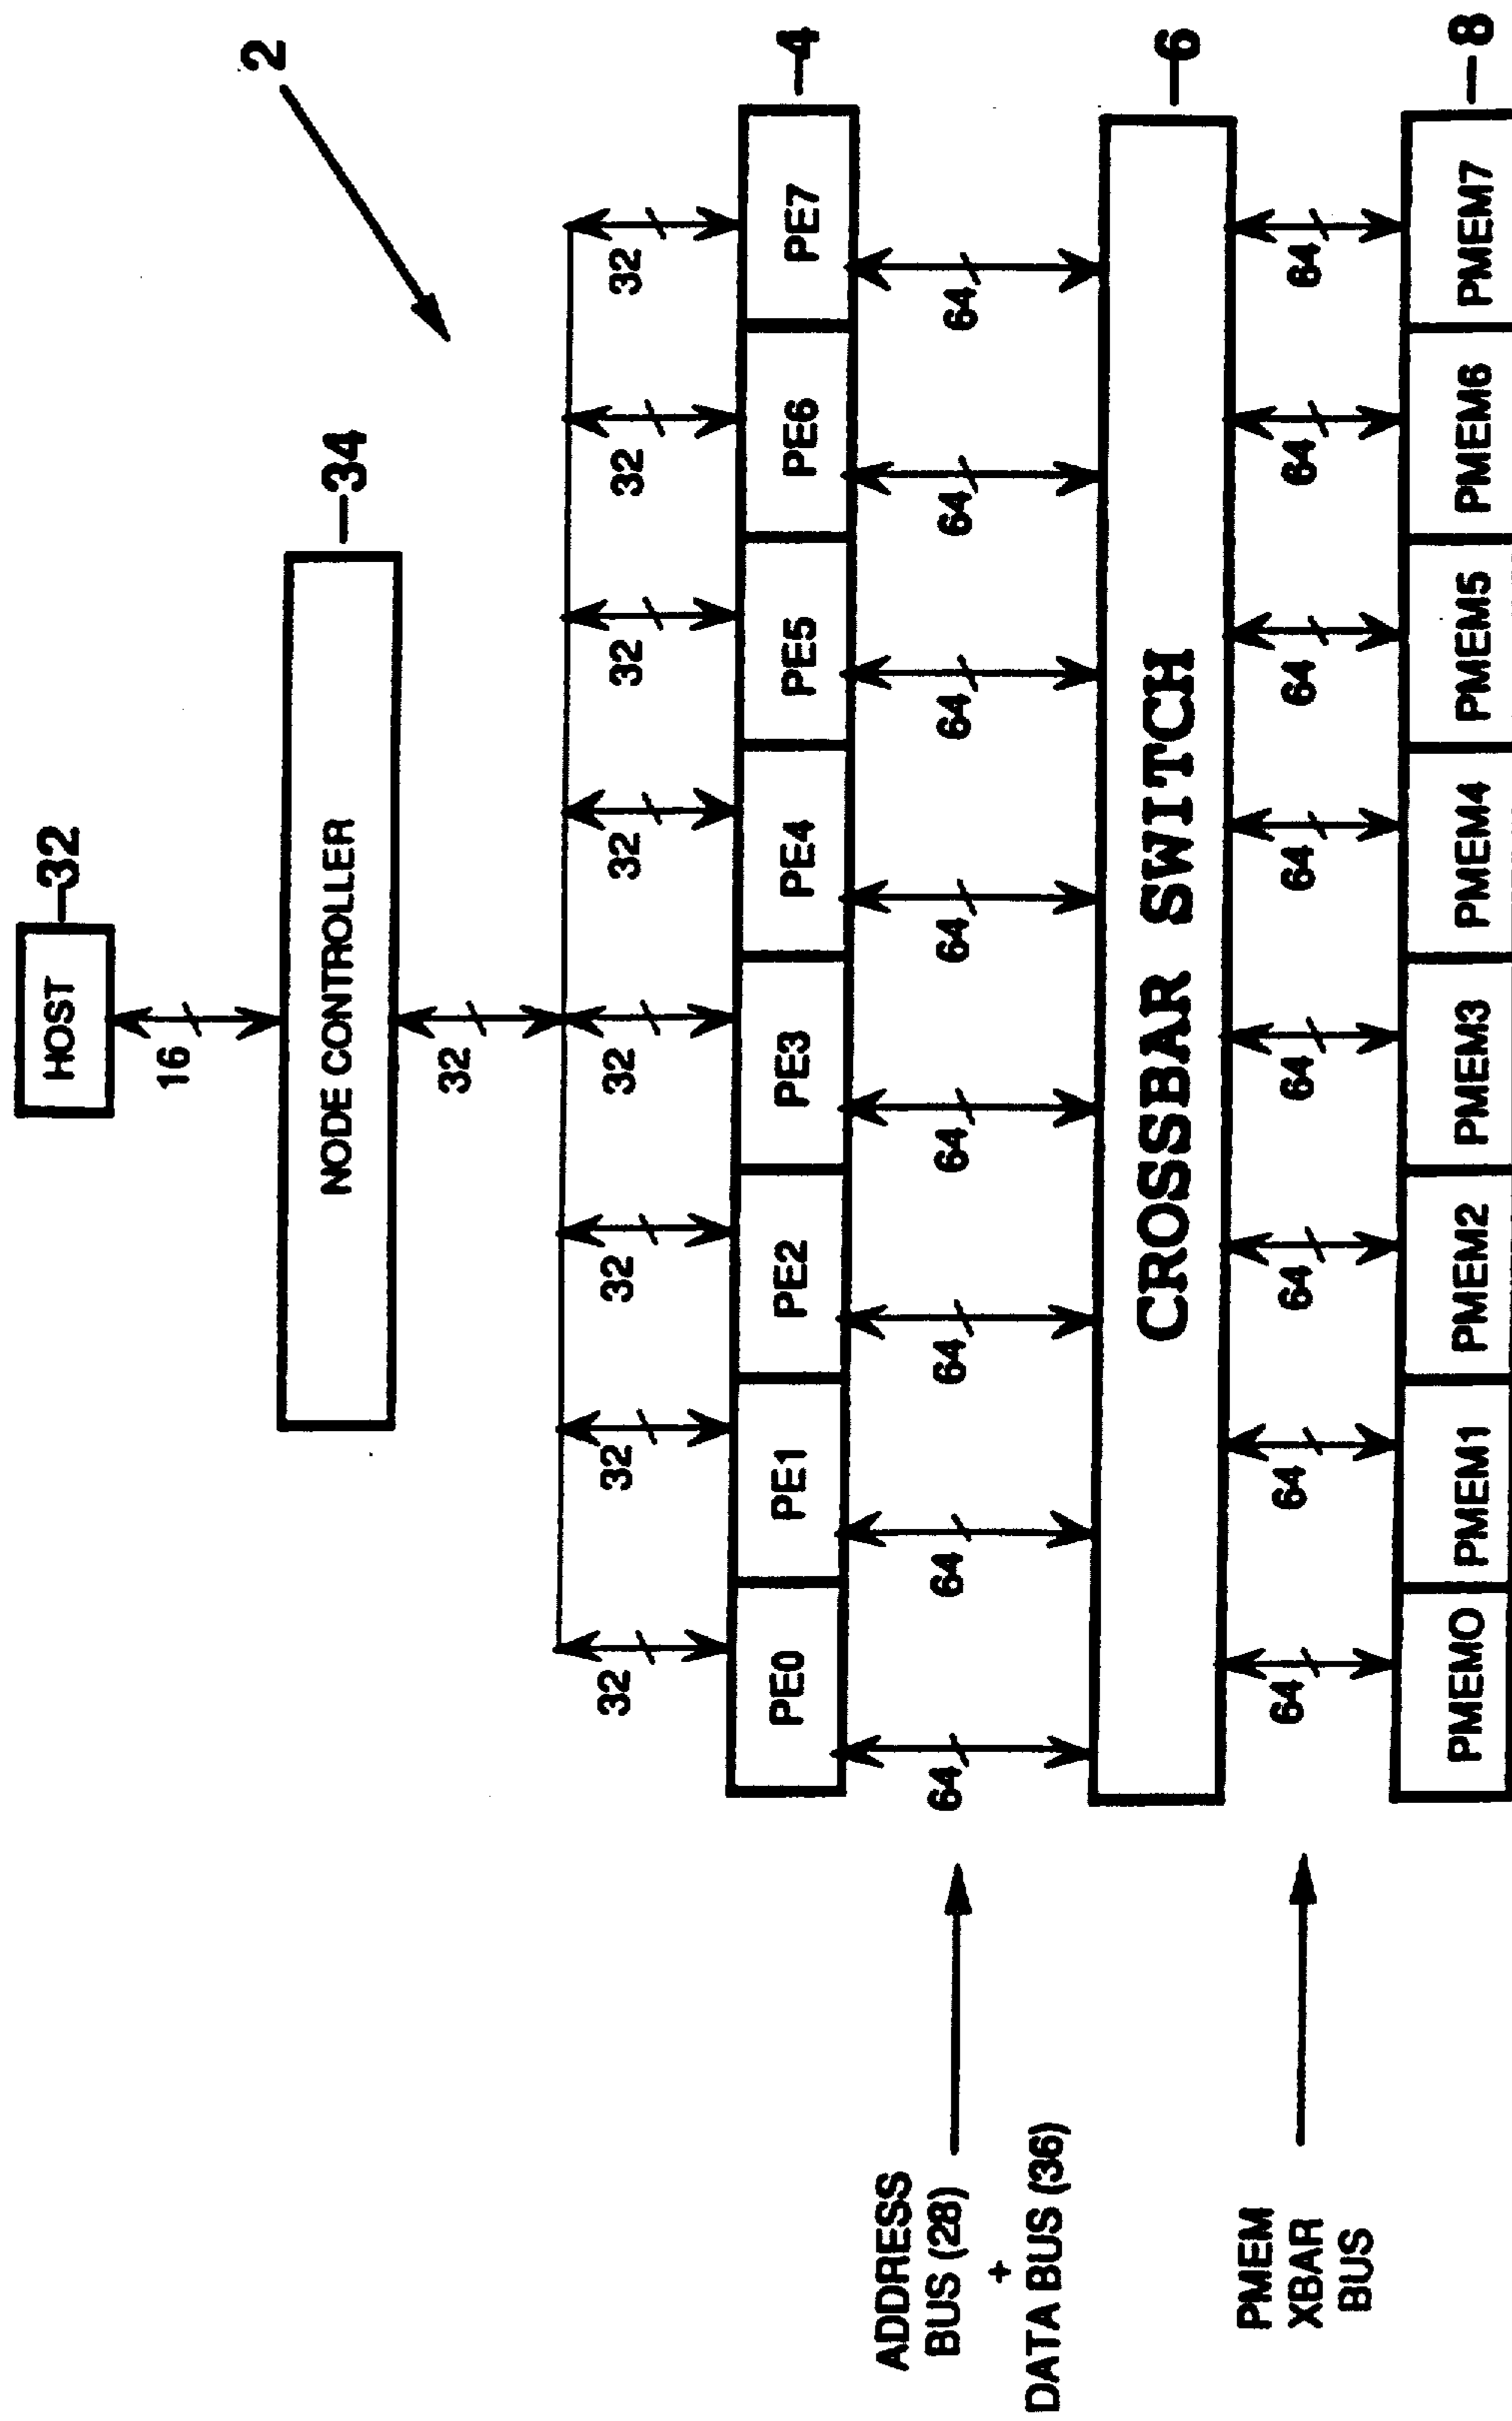 2
HOST
32
16
NODE CONTROLLER
34
32
32 32 32 32 32 32 32 32
PE0 PE1 PE2 PE3 PE4 PE5 PE6 PE7
4
ADDRESS
BUS (28)
+
DATA BUS (36)
64 64 64 64 64 64 64 64
CROSSBAR SWITCH
6
PMEM
XBAR
BUS
64 64 64 64 64 64 64 64
PMEMO PMEM1 PMEM2 PMEM3 PMEM4 PMEM5 PMEM6 PMEM7
8